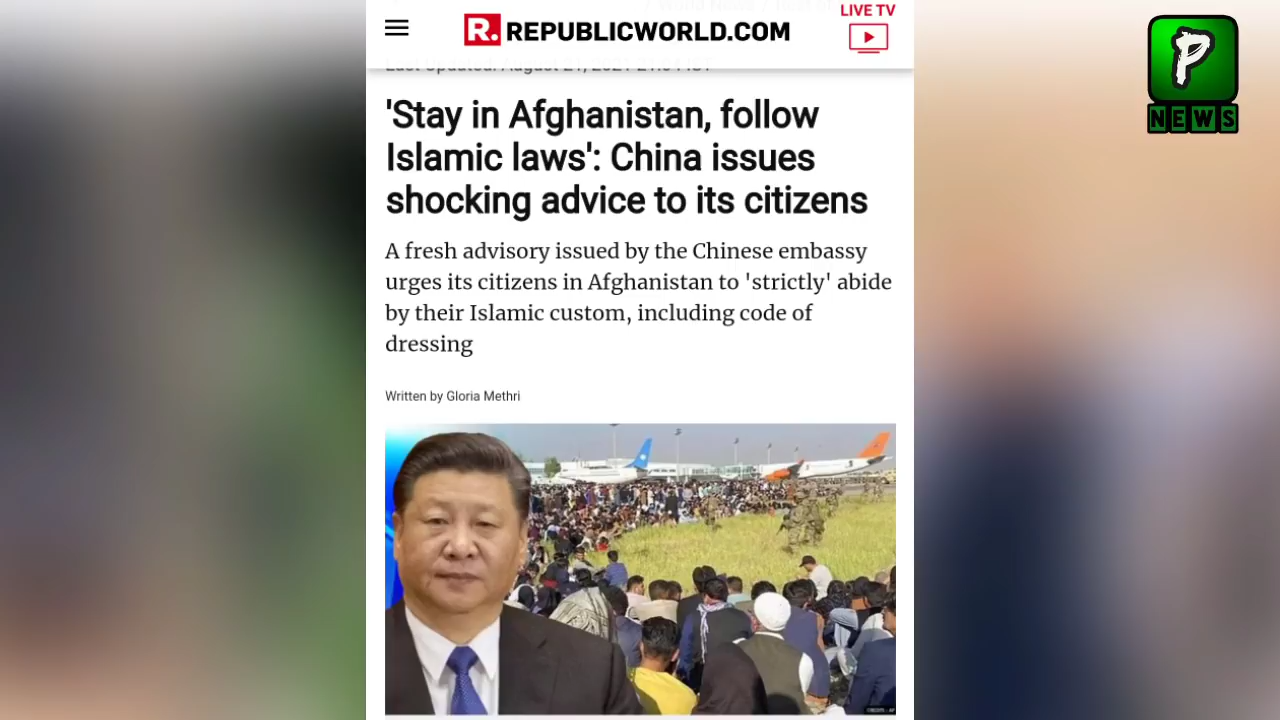 LIVE TV
R. REPUBLICWORLD.COM
P
NEWS
'Stay in Afghanistan, follow
Islamic laws': China issues
shocking advice to its citizens
A fresh advisory issued by the Chinese embassy
urges its citizens in Afghanistan to 'strictly' abide
by their Islamic custom, including code of
dressing
Written by Gloria Methri